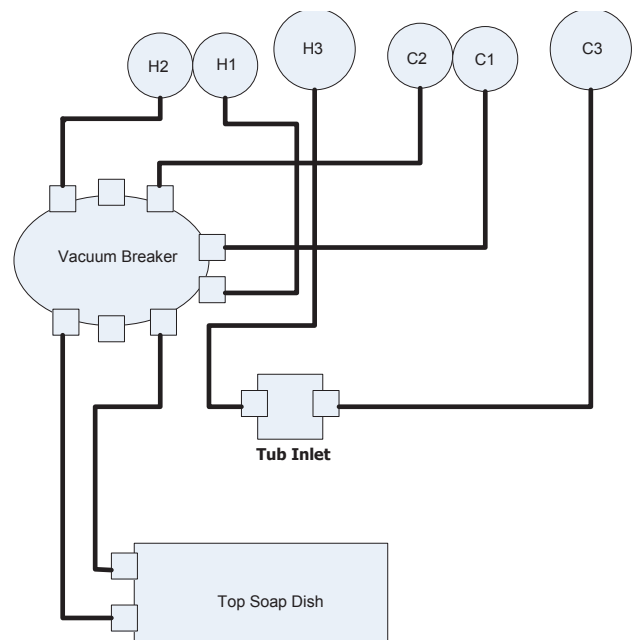 H2
H1
H3
C2
C1
C3
Vacuum Breaker
Tub Inlet
Top Soap Dish